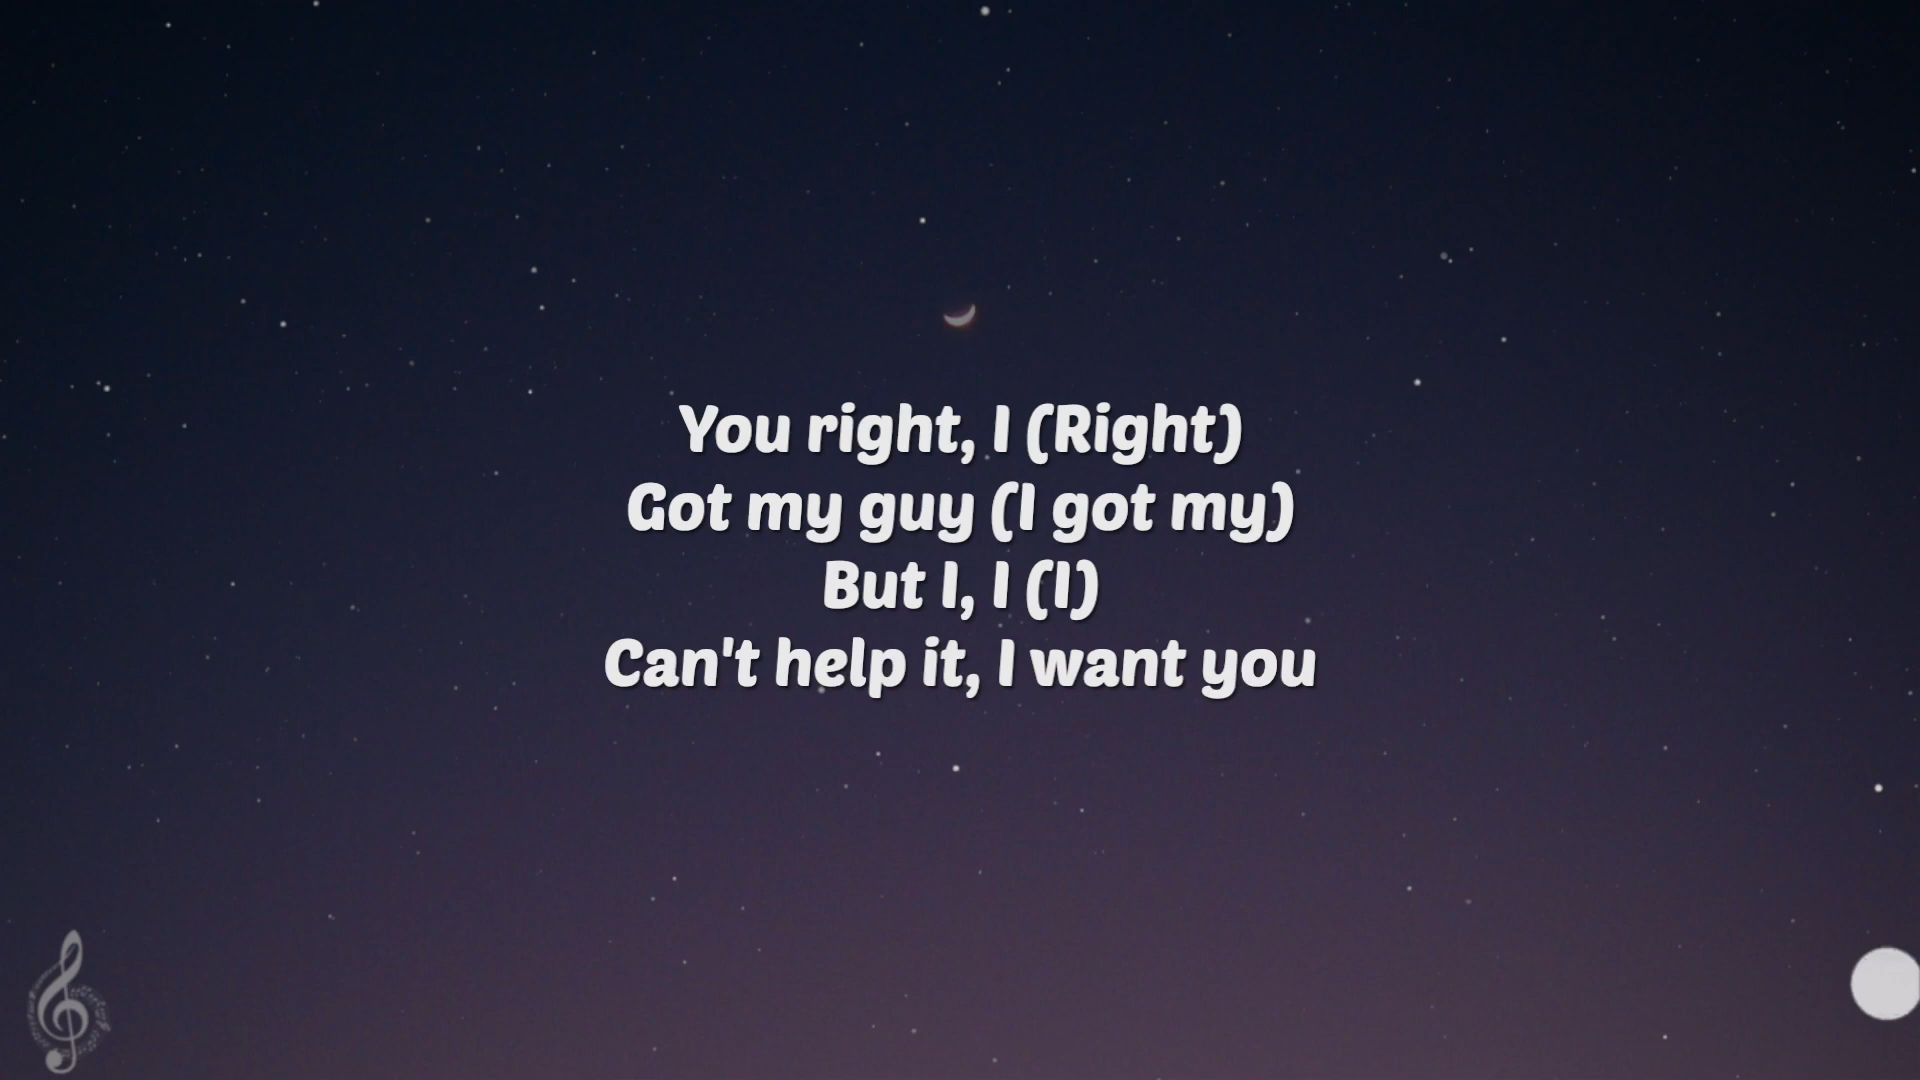 You right, I (Right)
Got my guy (I got my)
But I, I (I)
Can't help it, I want you